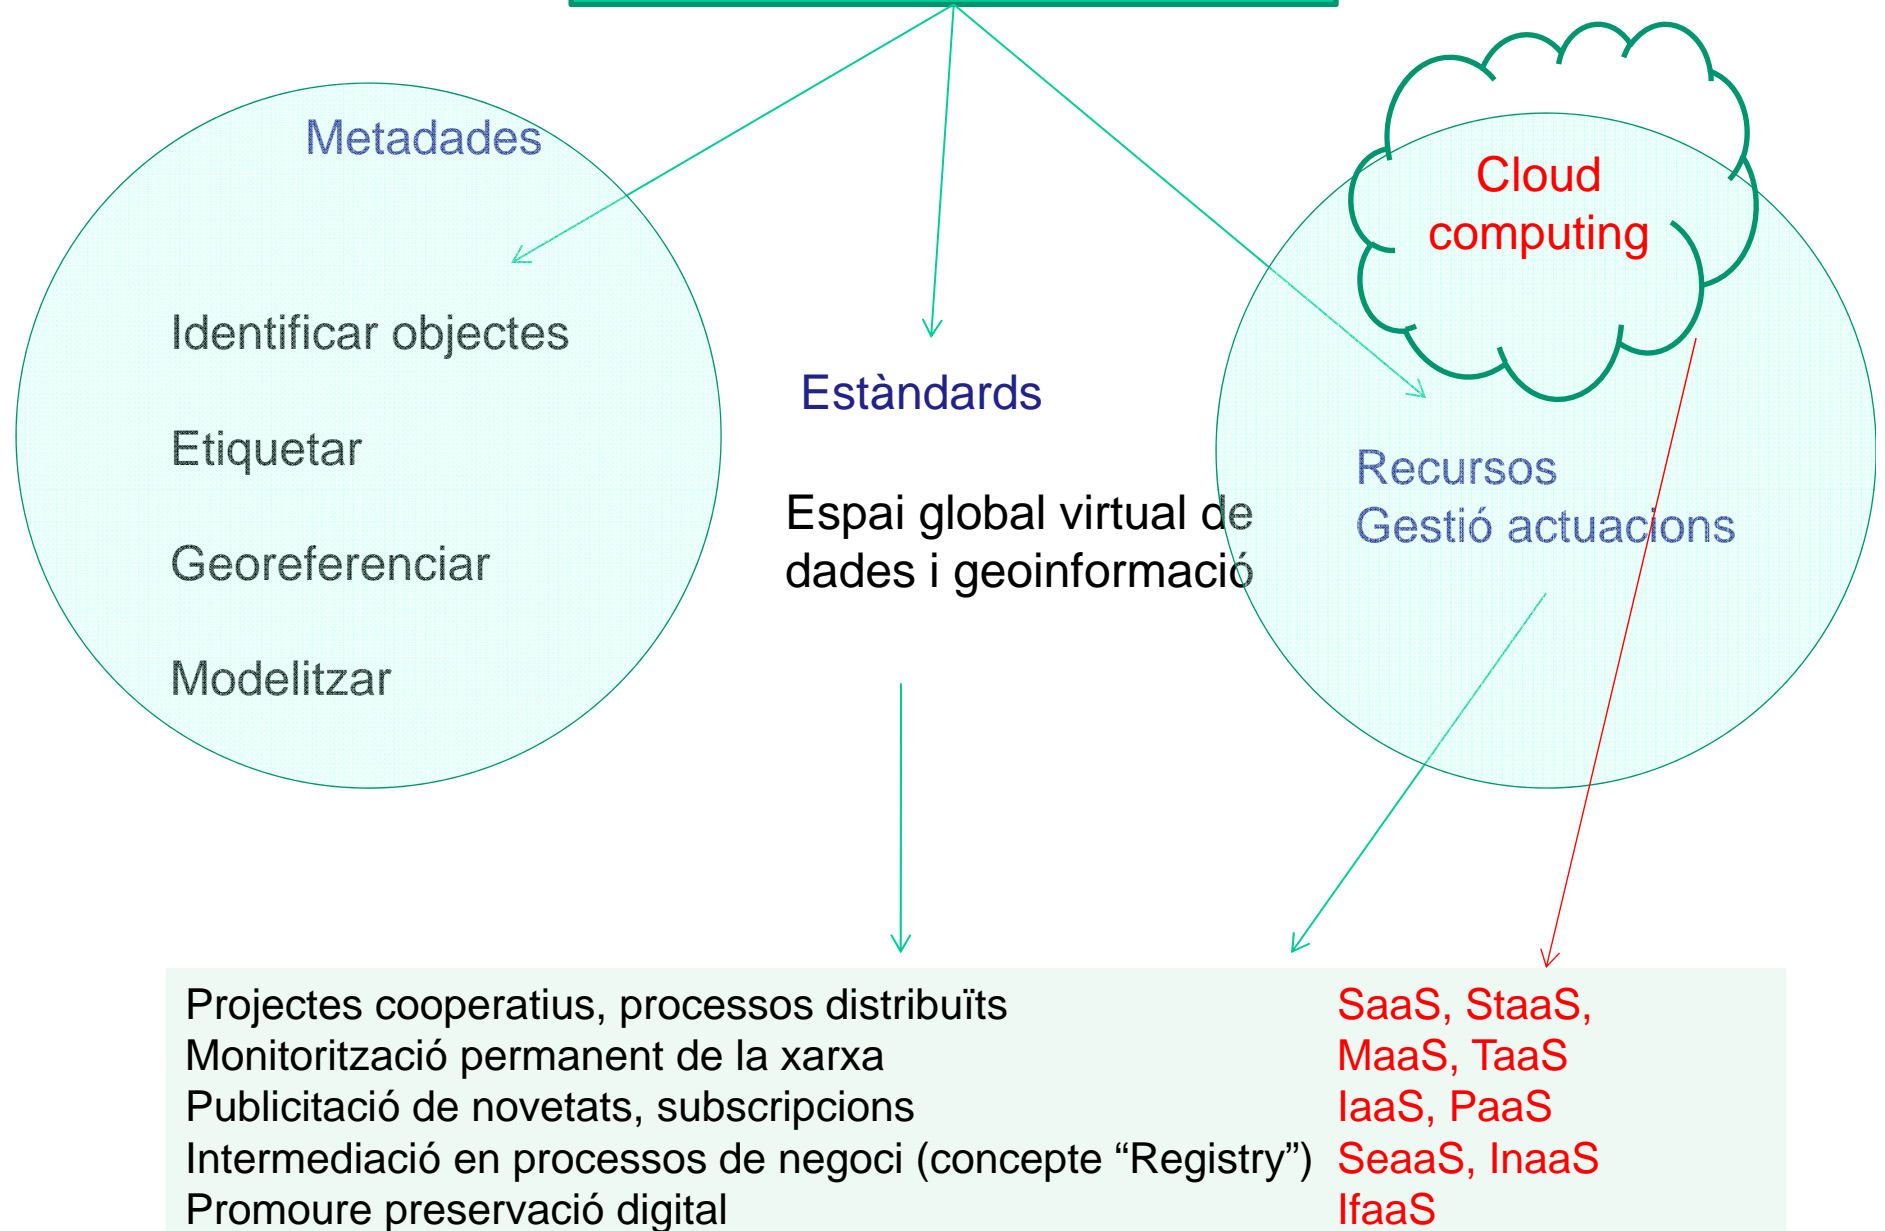 Metadades
Identificar objectes
Etiquetar
Georeferenciar
Modelitzar
Estàndards
Espai global virtual de
dades i geoinformació
Cloud
computing
Recursos
Gestió actuacions
Projectes cooperatius, processos distribuïts
Monitorització permanent de la xarxa
Publicitació de novetats, subscripcions
Intermediació en processos de negoci (concepte “Registry”)
Promoure preservació digital
SaaS, StaaS,
MaaS, TaaS
IaaS, PaaS
SeaaS, InaaS
IfaaS